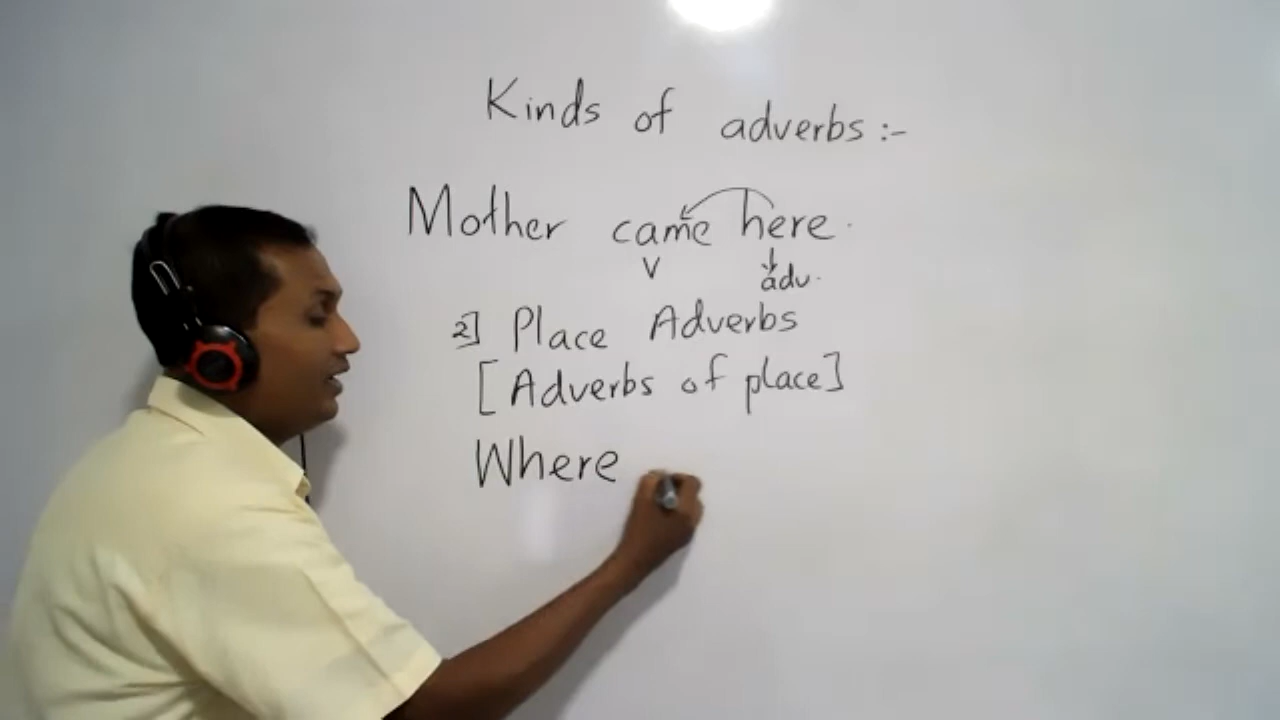 Kinds of adverbs :-
Mother came here.
V adv.
2] Place Adverbs
[Adverbs of place]
Where